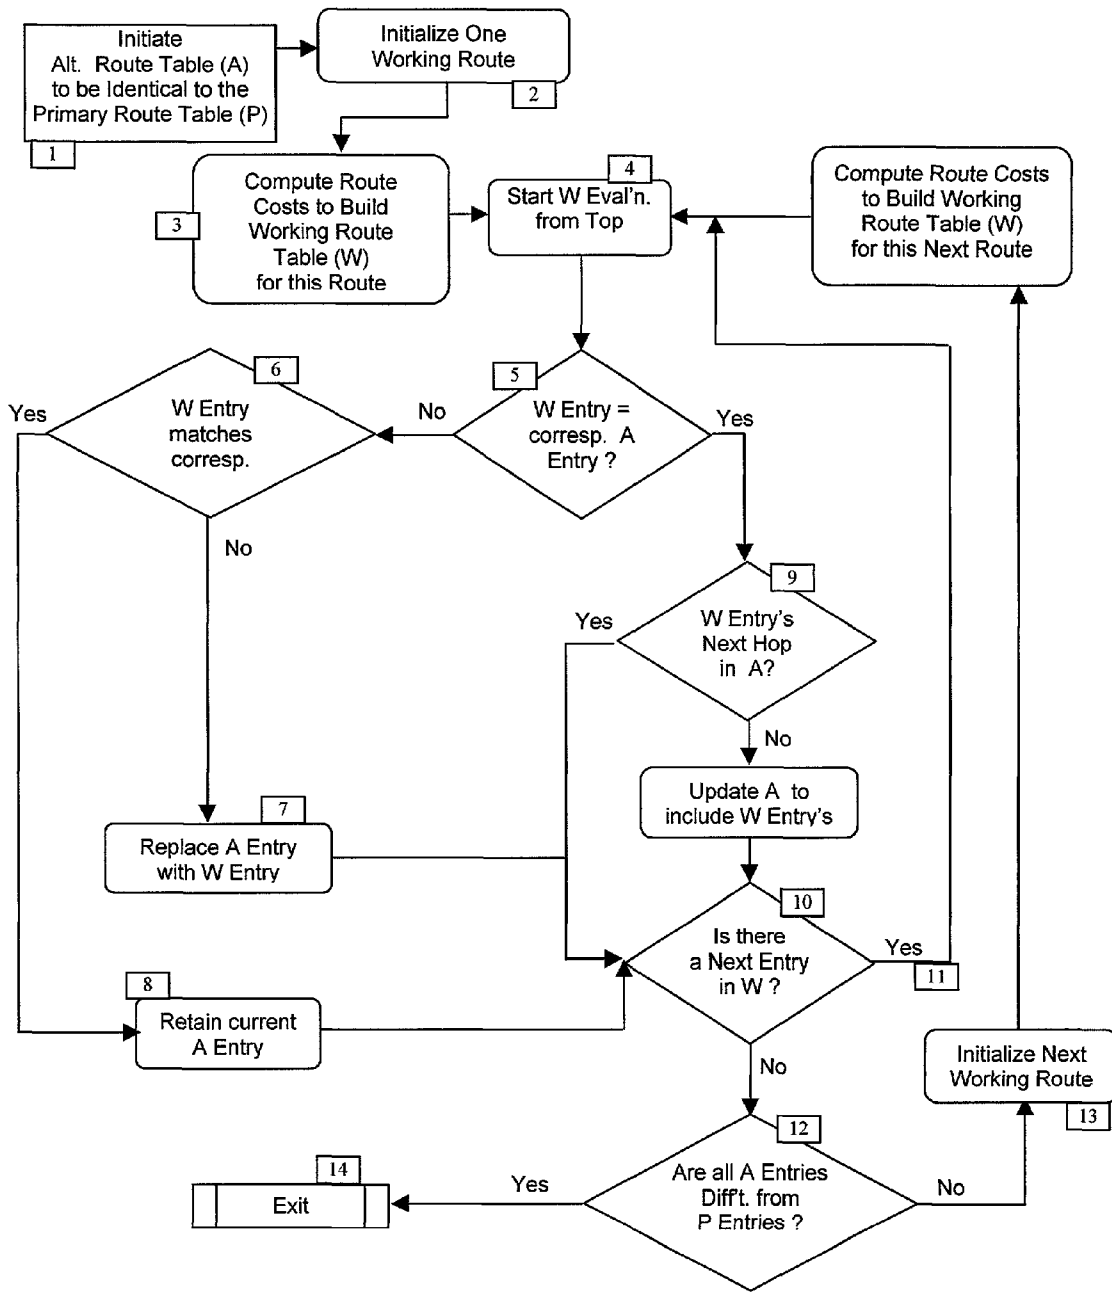 Initiate
Alt. Route Table (A)
to be Identical to the
Primary Route Table (P)
1
Initialize One
Working Route
2
Compute Route
Costs to Build
Working Route
Table (W)
for this Route
3
4
Start W Eval'n.
from Top
Compute Route Costs
to Build Working
Route Table (W)
for this Next Route
6
W Entry
matches
corresp.
Yes
No
5
W Entry =
corresp. A
Entry ?
No
Yes
9
W Entry's
Next Hop
in A?
Yes
No
Update A to
include W Entry's
7
Replace A Entry
with W Entry
10
Is there
a Next Entry
in W ?
Yes
11
No
8
Retain current
A Entry
Initialize Next
Working Route
13
12
Are all A Entries
Diff't. from
P Entries ?
Yes
No
14
Exit